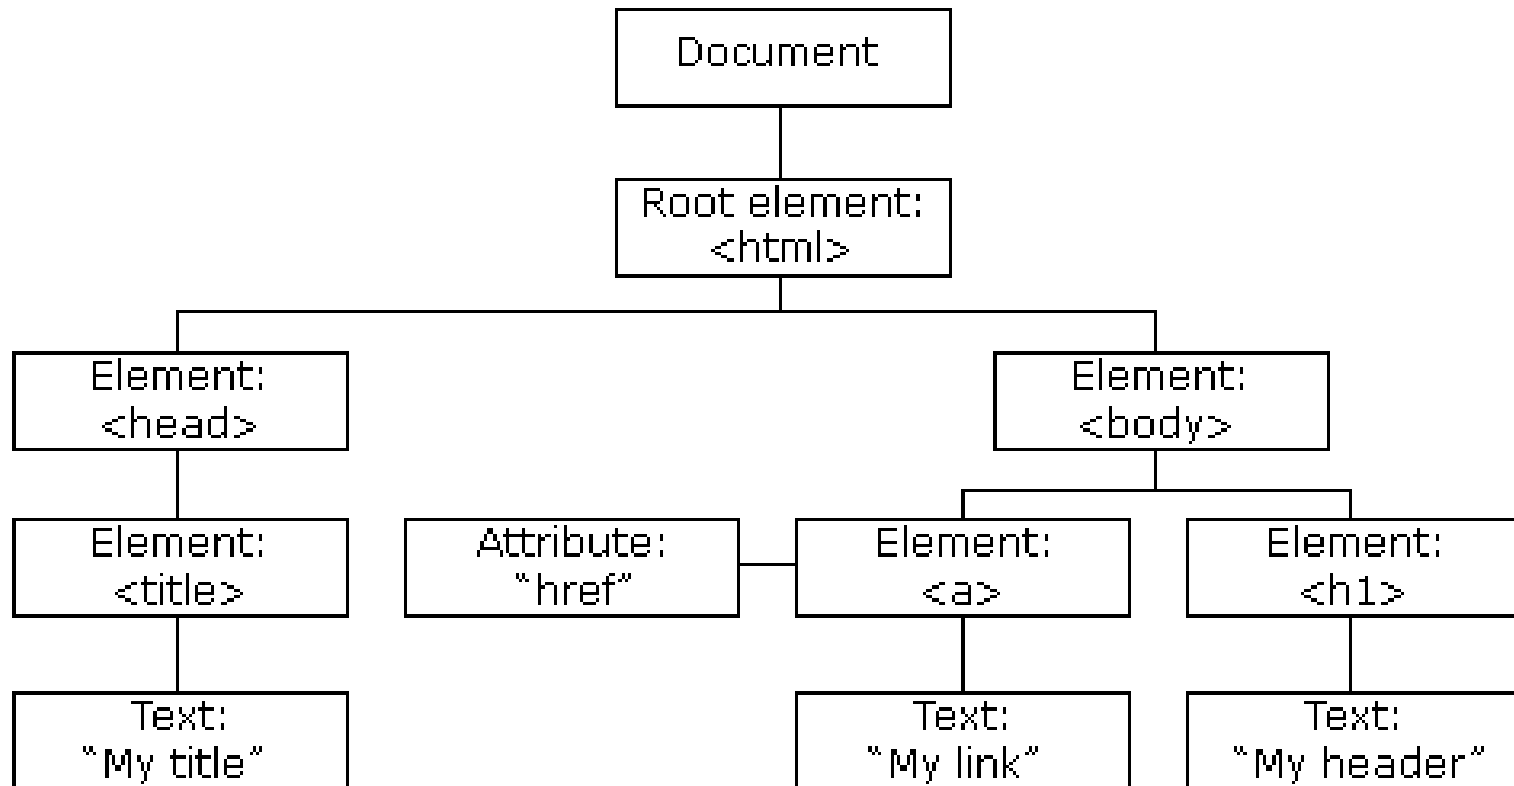 Document
Root element:
<html>
Element:
<head>
Element:
<body>
Element:
<title>
Attribute:
“href”
Element:
<a>
Element:
<h1>
Text:
“My title”
Text:
“My link”
Text:
“My header”